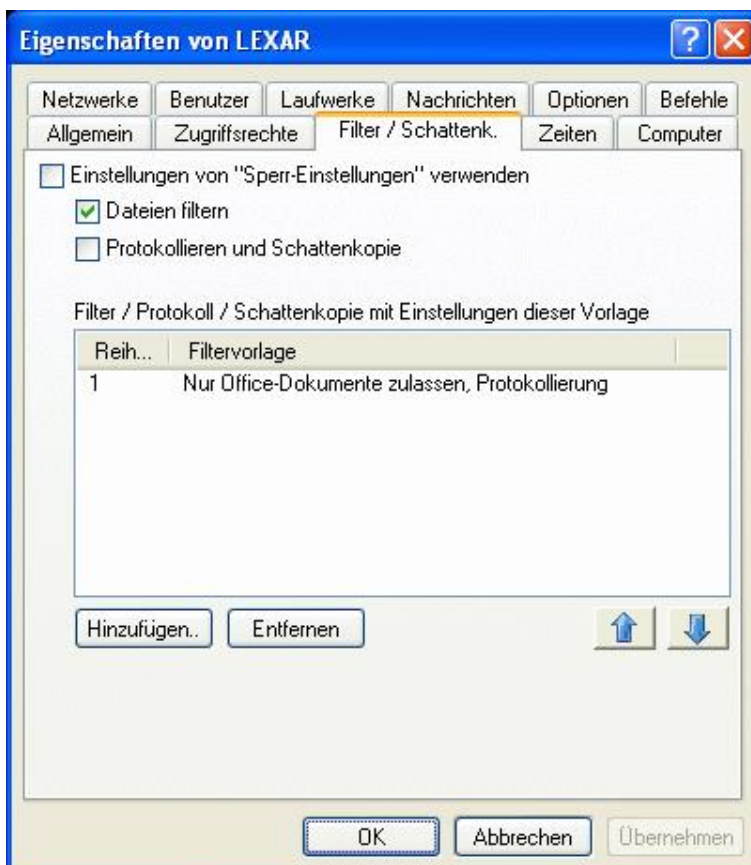 Eigenschaften von LEXAR
Netzwerke Benutzer Laufwerke Nachrichten Optionen Befehle
Allgemein Zugriffsrechte Filter / Schattenk. Zeiten Computer
Einstellungen von "Sperr-Einstellungen" verwenden
Dateien filtern
Protokollieren und Schattenkopie
Filter / Protokoll / Schattenkopie mit Einstellungen dieser Vorlage
Reih... Filtervorlage
1 Nur Office-Dokumente zulassen, Protokollierung
Hinzufügen.. Entfernen
OK Abbrechen Übernehmen